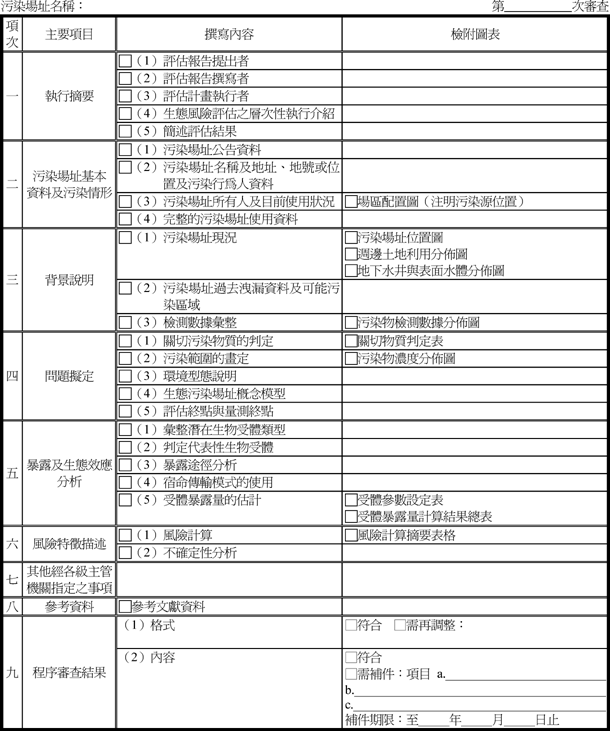 污染場址名稱： 第__________次審查
項次 主要項目 撰寫內容 檢附圖表
一 執行摘要
□（1）評估報告提出者
□（2）評估報告撰寫者
□（3）評估計畫執行者
□（4）生態風險評估之層次性執行介紹
□（5）簡述評估結果
二 污染場址基本
資料及污染情形
□（1）污染場址公告資料
□（2）污染場址名稱及地址、地號或位
置及污染行爲人資料
□（3）污染場址所有人及目前使用狀況 □場區配置圖（注明污染源位置）
□（4）完整的污染場址使用資料
三 背景說明
□（1）污染場址現況 □污染場址位置圖
□週邊土地利用分佈圖
□地下水井與表面水體分佈圖
□（2）污染場址過去洩漏資料及可能污
染區域
□（3）檢測數據彙整 □污染物檢測數據分佈圖
四 問題擬定
□（1）關切污染物質的判定 □關切物質判定表
□（2）污染範圍的畫定 □污染物濃度分佈圖
□（3）環境型態說明
□（4）生態污染場址概念模型
□（5）評估終點與量測終點
五 暴露及生態效應
分析
□（1）彙整潛在生物受體類型
□（2）判定代表性生物受體
□（3）暴露途徑分析
□（4）宿命傳輸模式的使用
□（5）受體暴露量的估計 □受體參數設定表
□受體暴露量計算結果總表
六 風險特徵描述
□（1）風險計算 □風險計算摘要表格
□（2）不確定性分析
七 其他經各級主管
機關指定之事項
八 參考資料 □參考文獻資料
九 程序審查結果
（1）格式 □符合 □需再調整：
（2）內容 □符合
□需補件：項目 a.__________
b.__________
c.__________
補件期限：至_____年_____月_____日止